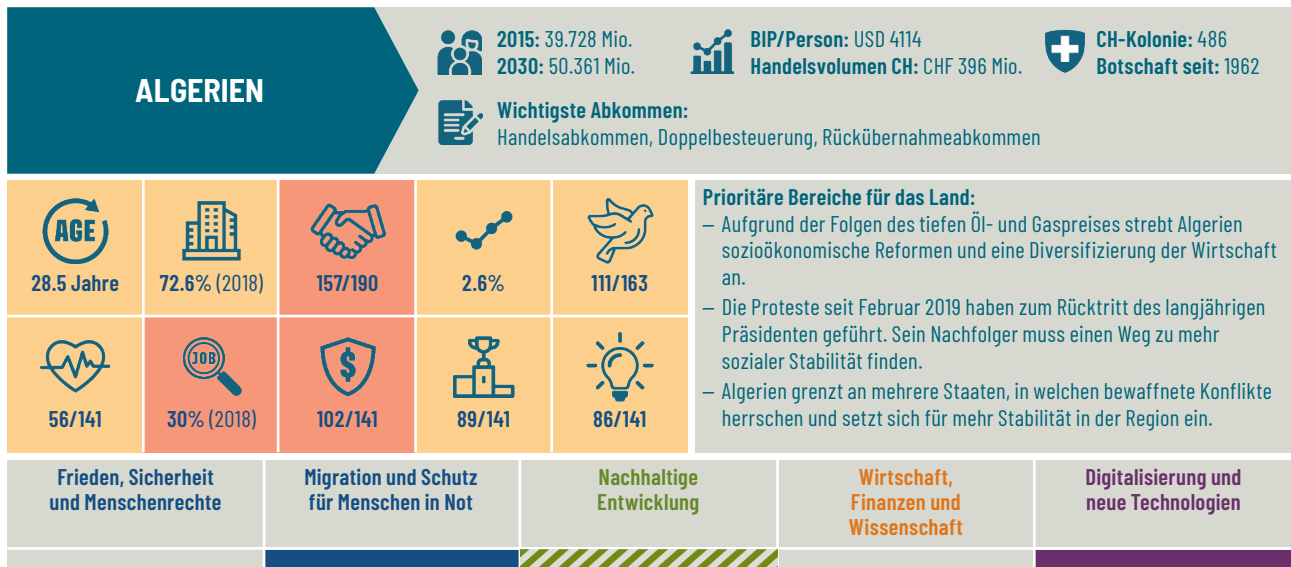 ALGERIEN
2015: 39.728 Mio.
2030: 50.361 Mio.
BIP/Person: USD 4114
Handelsvolumen CH: CHF 396 Mio.
CH-Kolonie: 486
Botschaft seit: 1962
Wichtigste Abkommen:
Handelsabkommen, Doppelbesteuerung, Rückübernahmeabkommen
AGE
28.5 Jahre
72.6% (2018)
157/190
2.6%
111/163
56/141
JOB
30% (2018)
$
102/141
89/141
86/141
Prioritäre Bereiche für das Land:
– Aufgrund der Folgen des tiefen Öl- und Gaspreises strebt Algerien
sozioökonomische Reformen und eine Diversifizierung der Wirtschaft
an.
– Die Proteste seit Februar 2019 haben zum Rücktritt des langjährigen
Präsidenten geführt. Sein Nachfolger muss einen Weg zu mehr
sozialer Stabilität finden.
– Algerien grenzt an mehrere Staaten, in welchen bewaffnete Konflikte
herrschen und setzt sich für mehr Stabilität in der Region ein.
Frieden, Sicherheit
und Menschenrechte
Migration und Schutz
für Menschen in Not
Nachhaltige
Entwicklung
Wirtschaft,
Finanzen und
Wissenschaft
Digitalisierung und
neue Technologien